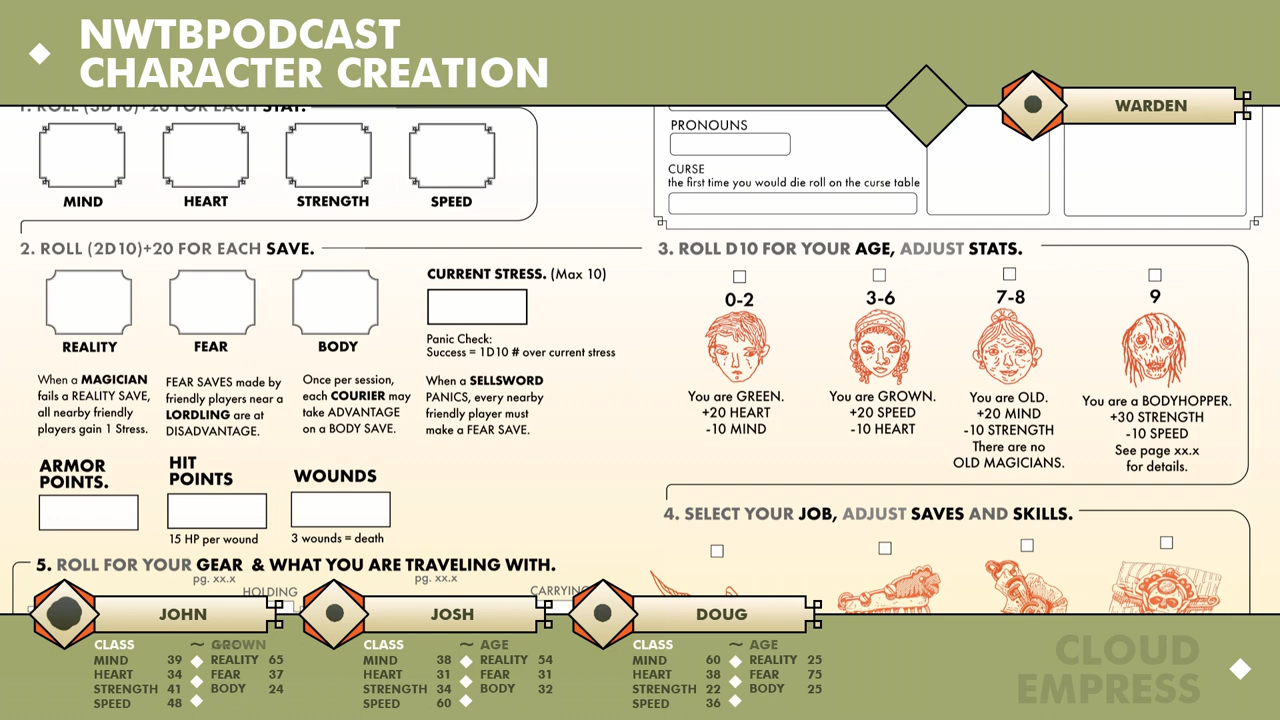 NWTBPODCAST
CHARACTER CREATION
WARDEN
1. ROLL (3D10)+20 FOR EACH STAT.
MIND
HEART
STRENGTH
SPEED
PRONOUNS
CURSE
the first time you would die roll on the curse table
2. ROLL (2D10)+20 FOR EACH SAVE.
REALITY
FEAR
BODY
CURRENT STRESS. (Max 10)
Panic Check:
Success = 1D10 # over current stress
When a MAGICIAN
fails a REALITY SAVE,
all nearby friendly
players gain 1 Stress.
FEAR SAVES made by
friendly players near a
LORDLING are at
DISADVANTAGE.
Once per session,
each COURIER may
take ADVANTAGE
on a BODY SAVE.
When a SELLSWORD
PANICS, every nearby
friendly player must
make a FEAR SAVE.
ARMOR
POINTS.
HIT
POINTS
15 HP per wound
WOUNDS
3 wounds = death
3. ROLL D10 FOR YOUR AGE, ADJUST STATS.
0-2
You are GREEN.
+20 HEART
-10 MIND
3-6
You are GROWN.
+20 SPEED
-10 HEART
7-8
You are OLD.
+20 MIND
-10 STRENGTH
There are no
OLD MAGICIANS.
9
You are a BODYHOPPER.
+30 STRENGTH
-10 SPEED
See page xx.x
for details.
4. SELECT YOUR JOB, ADJUST SAVES AND SKILLS.
5. ROLL FOR YOUR GEAR & WHAT YOU ARE TRAVELING WITH.
pg. xx.x
HOLDING
pg. xx.x
CARRYING
JOHN
CLASS ~ GROWN
MIND 39 REALITY 65
HEART 34 FEAR 37
STRENGTH 41 BODY 24
SPEED 48
JOSH
CLASS ~ AGE
MIND 38 REALITY 54
HEART 31 FEAR 31
STRENGTH 34 BODY 32
SPEED 60
DOUG
CLASS ~ AGE
MIND 60 REALITY 25
HEART 38 FEAR 75
STRENGTH 22 BODY 25
SPEED 36
CLOUD
EMPRESS